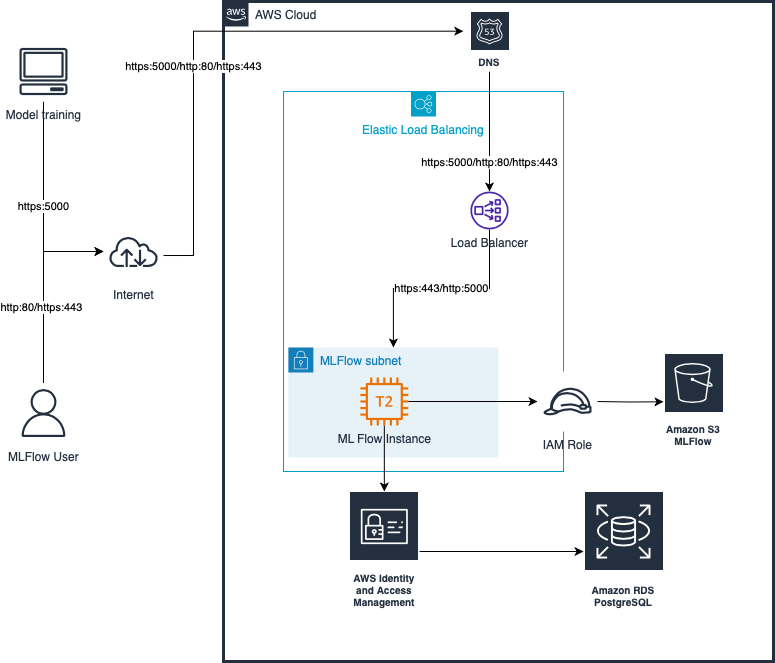 aws
AWS Cloud
53
DNS
https:5000/http:80/https:443
Model training
Elastic Load Balancing
https:5000/http:80/https:443
https:5000
Load Balancer
Internet
https:443/http:5000
http:80/https:443
MLFlow subnet
T2
ML Flow Instance
IAM Role
Amazon S3
MLFlow
MLFlow User
AWS Identity
and Access
Management
Amazon RDS
PostgreSQL